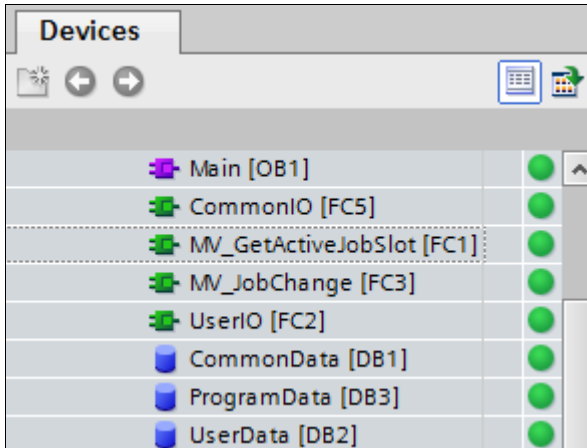 Devices
Main [OB1]
CommonIO [FC5]
MV_GetActiveJobSlot [FC1]
MV_JobChange [FC3]
UserIO [FC2]
CommonData [DB1]
ProgramData [DB3]
UserData [DB2]